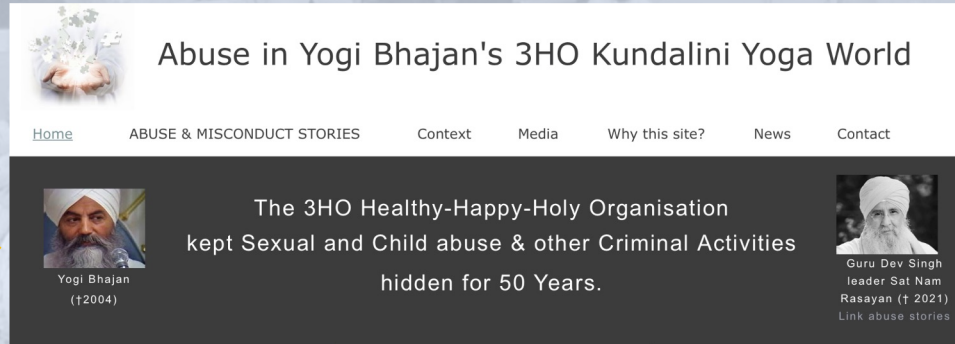 Abuse in Yogi Bhajan's 3HO Kundalini Yoga World
Home ABUSE & MISCONDUCT STORIES Context Media Why this site? News Contact
The 3HO Healthy-Happy-Holy Organisation
kept Sexual and Child abuse & other Criminal Activities
hidden for 50 Years.
Yogi Bhajan
(†2004)
Guru Dev Singh
leader Sat Nam
Rasayan († 2021)
Link abuse stories